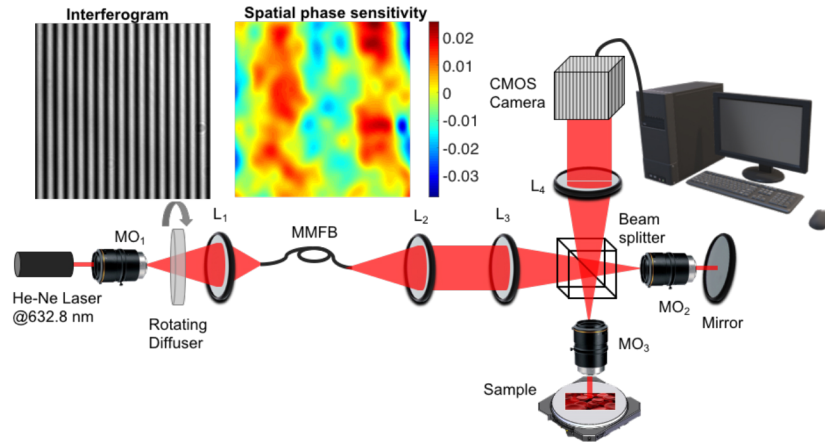 Interferogram
Spatial phase sensitivity
0.02
0.01
0
-0.01
-0.02
-0.03
CMOS
Camera
L4
Beam
splitter
MO1
L1
MMFB
L2
L3
He-Ne Laser
@632.8 nm
Rotating
Diffuser
MO2
Mirror
MO3
Sample